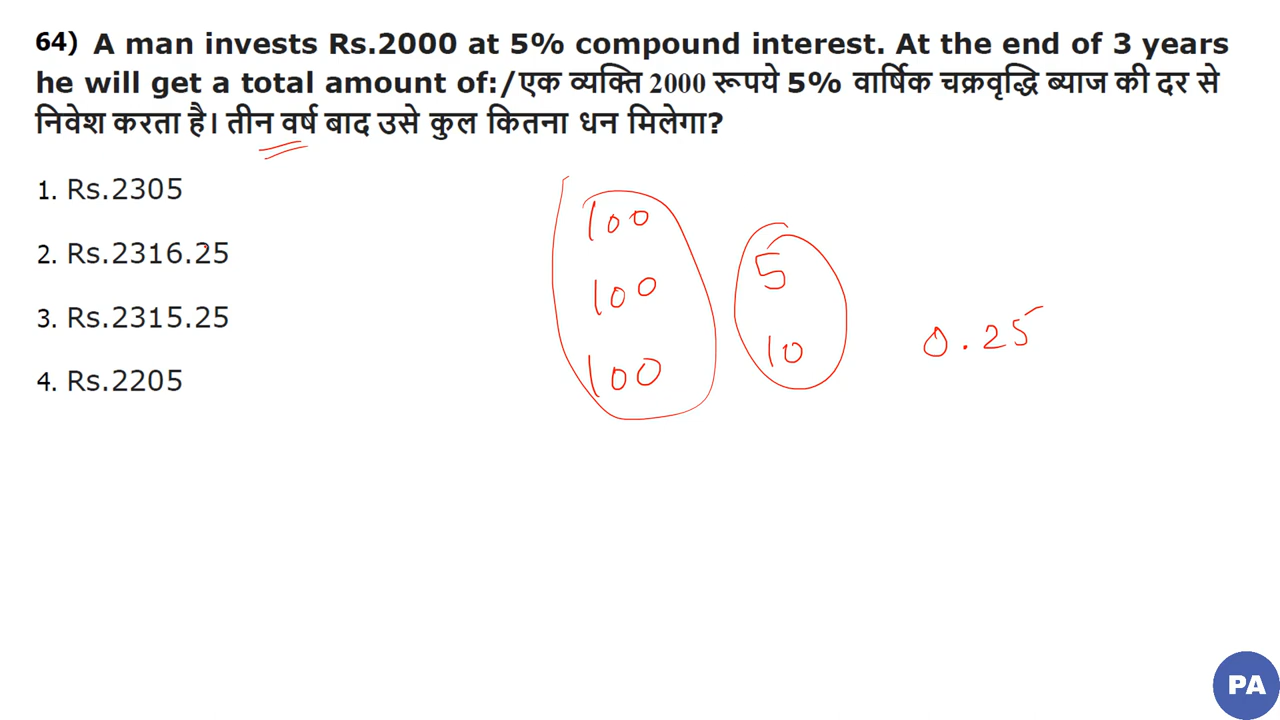 64) A man invests Rs.2000 at 5% compound interest. At the end of 3 years
he will get a total amount of:/एक व्यक्ति 2000 रूपये 5% वार्षिक चक्रवृद्धि ब्याज की दर से
निवेश करता है। तीन वर्ष बाद उसे कुल कितना धन मिलेगा?
1. Rs.2305
2. Rs.2316.25
3. Rs.2315.25
4. Rs.2205
100
100
100
5
10
0.25
PA